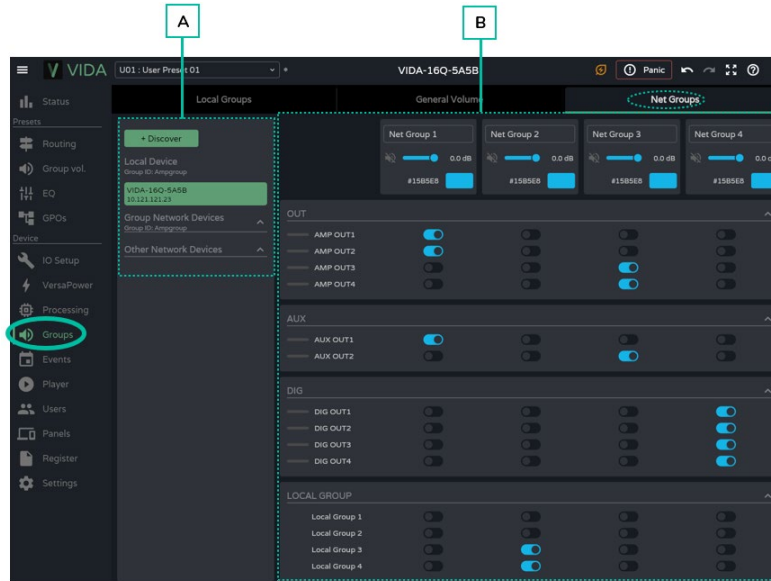 A
B
VIDA
U01 : User Preset 01
VIDA-16Q-5A5B
Panic
Status
Presets
Routing
Group vol.
EQ
GPOs
Device
IO Setup
VersaPower
Processing
Groups
Events
Player
Users
Panels
Register
Settings
Local Groups
General Volume
Net Groups
+ Discover
Local Device
Group ID: Ampgroup
VIDA-16Q-5A5B
10.121.121.23
Group Network Devices
Group ID: Ampgroup
Other Network Devices
Net Group 1
Net Group 2
Net Group 3
Net Group 4
0.0 dB
0.0 dB
0.0 dB
0.0 d
#15B5E8
#15B5E8
#15B5E8
#15B5E8
OUT
AMP OUT1
AMP OUT2
AMP OUT3
AMP OUT4
AUX
AUX OUT1
AUX OUT2
DIG
DIG OUT1
DIG OUT2
DIG OUT3
DIG OUT4
LOCAL GROUP
Local Group 1
Local Group 2
Local Group 3
Local Group 4